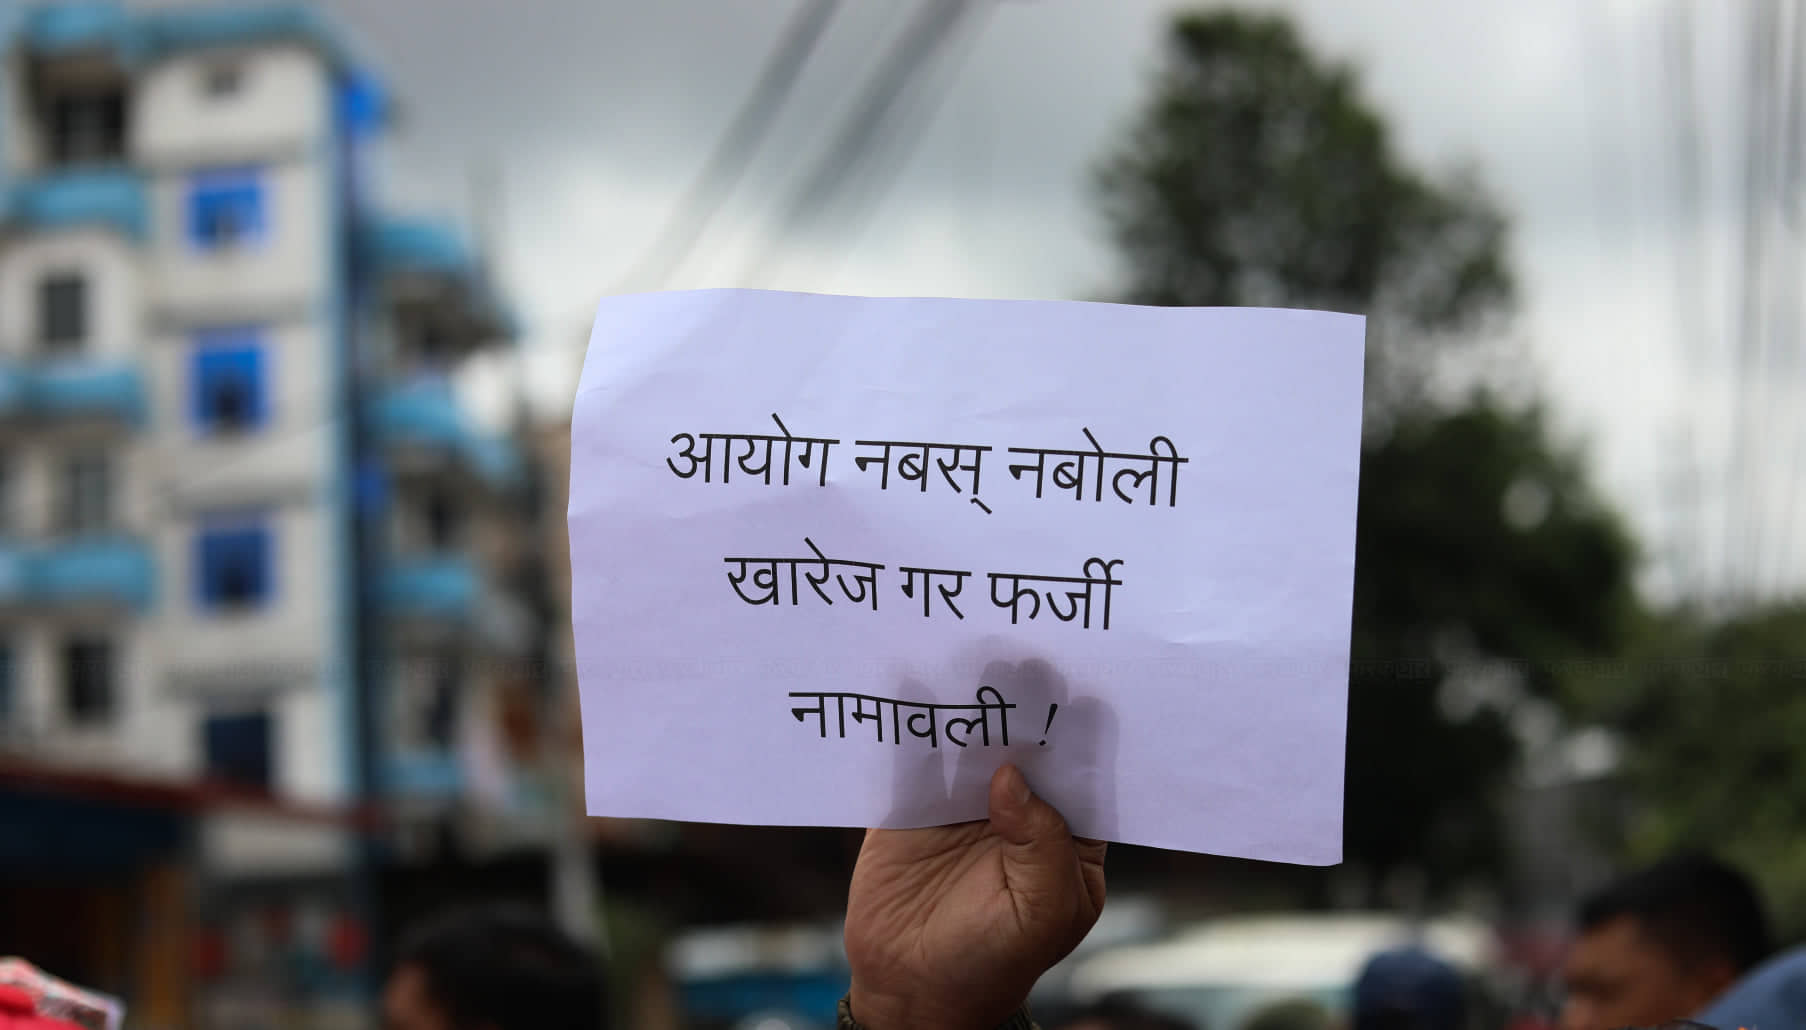 आयोग नबस् नबोली
खारेज गर फर्जी
नामावली !